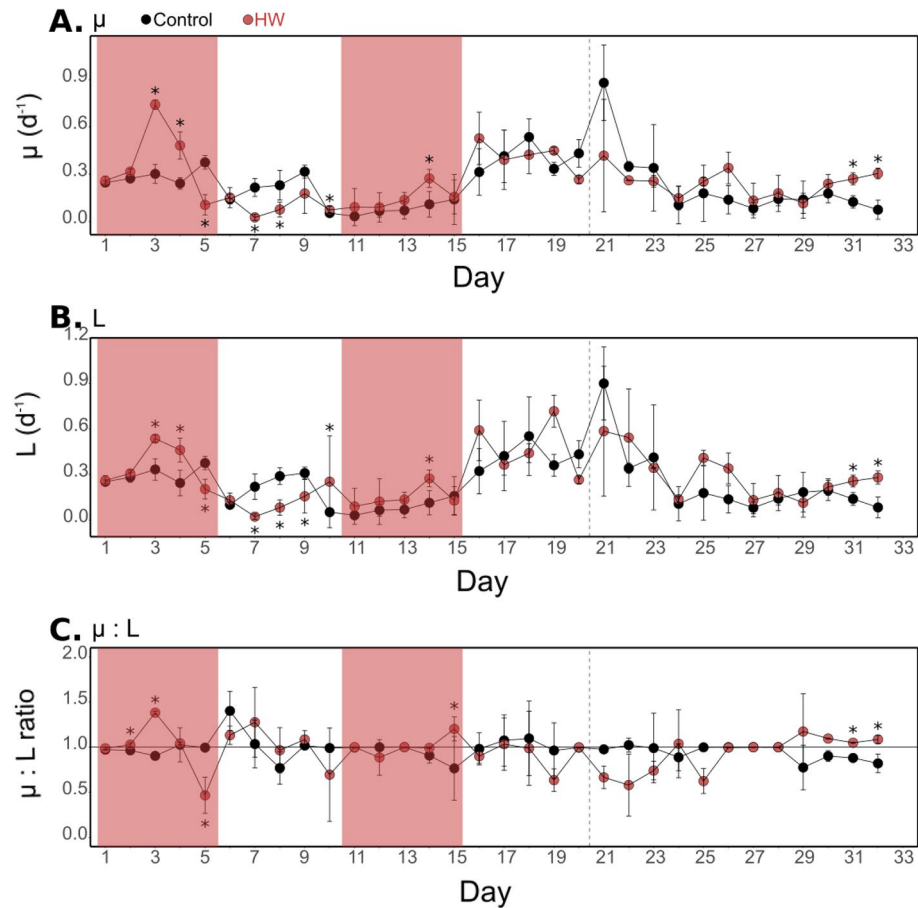 A. μ ● Control ● HW
μ (d⁻¹)
0.9
0.6
0.3
0.0
* * * * * * * * *
1 3 5 7 9 11 13 15 17 19 21 23 25 27 29 31 33
Day
B. L
L (d⁻¹)
1.2
0.9
0.6
0.3
0.0
* * * * * * * * * *
1 3 5 7 9 11 13 15 17 19 21 23 25 27 29 31 33
Day
C. μ : L
μ : L ratio
2.0
1.5
1.0
0.5
0.0
* * * * * *
1 3 5 7 9 11 13 15 17 19 21 23 25 27 29 31 33
Day